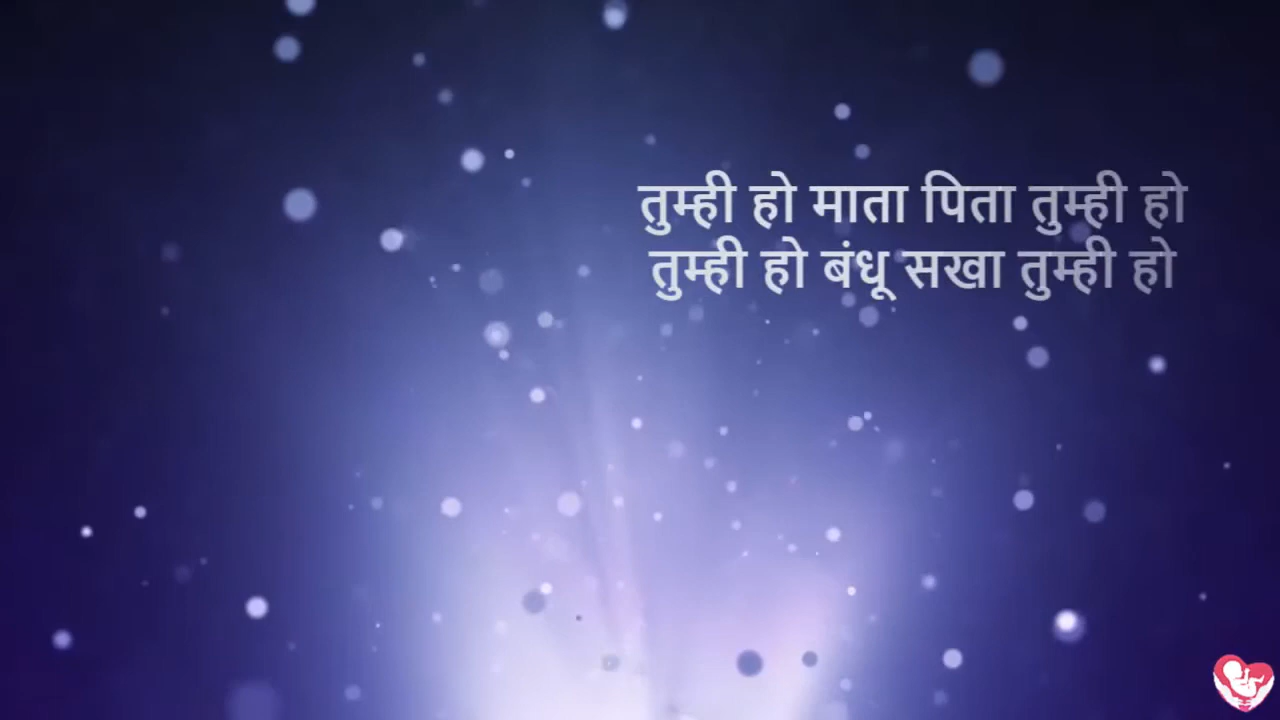 तुम्ही हो माता पिता तुम्ही हो
तुम्ही हो बंधू सखा तुम्ही हो